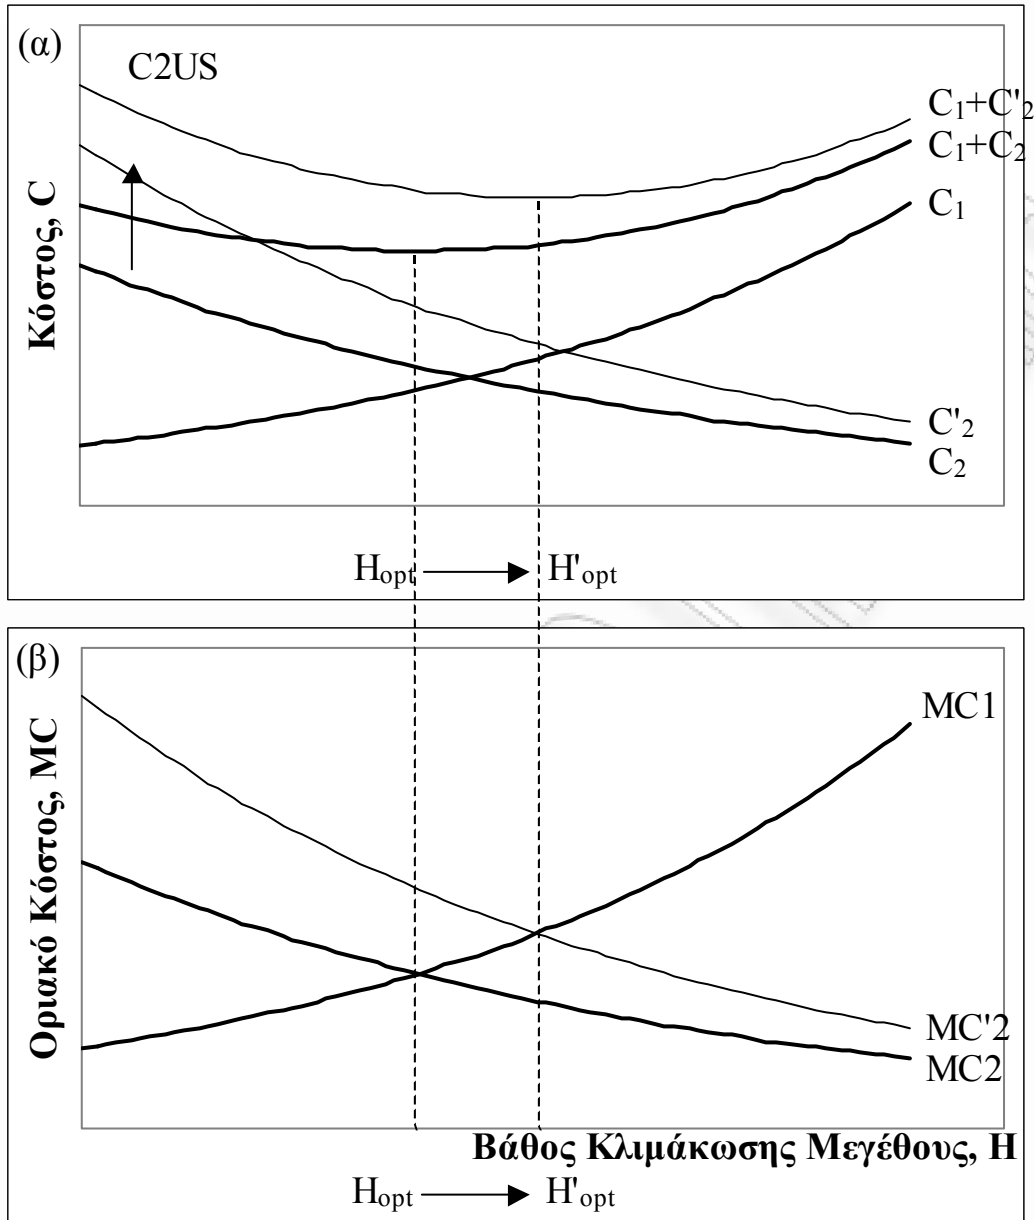 (α)
C2US
C₁+C'₂
C₁+C₂
C₁
C'₂
C₂
Κόστος, C
Hopt
H'opt
(β)
MC1
MC'2
MC2
Οριακό Κόστος, MC
Βάθος Κλιμάκωσης Μεγέθους, Η
Hopt
H'opt